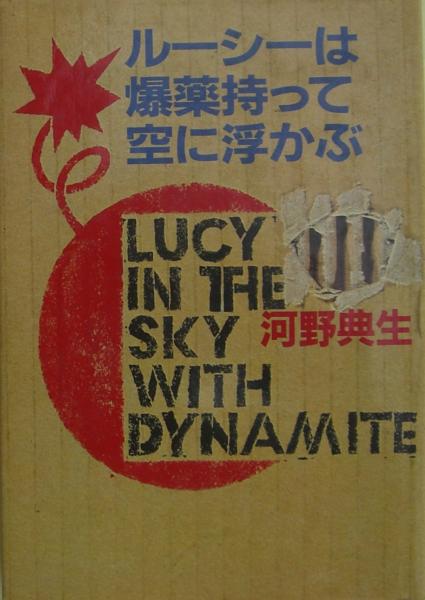 ルーシーは
爆薬持って
空に浮かぶ
LUCY
IN THE
SKY
河野典生
WITH
DYNAMITE